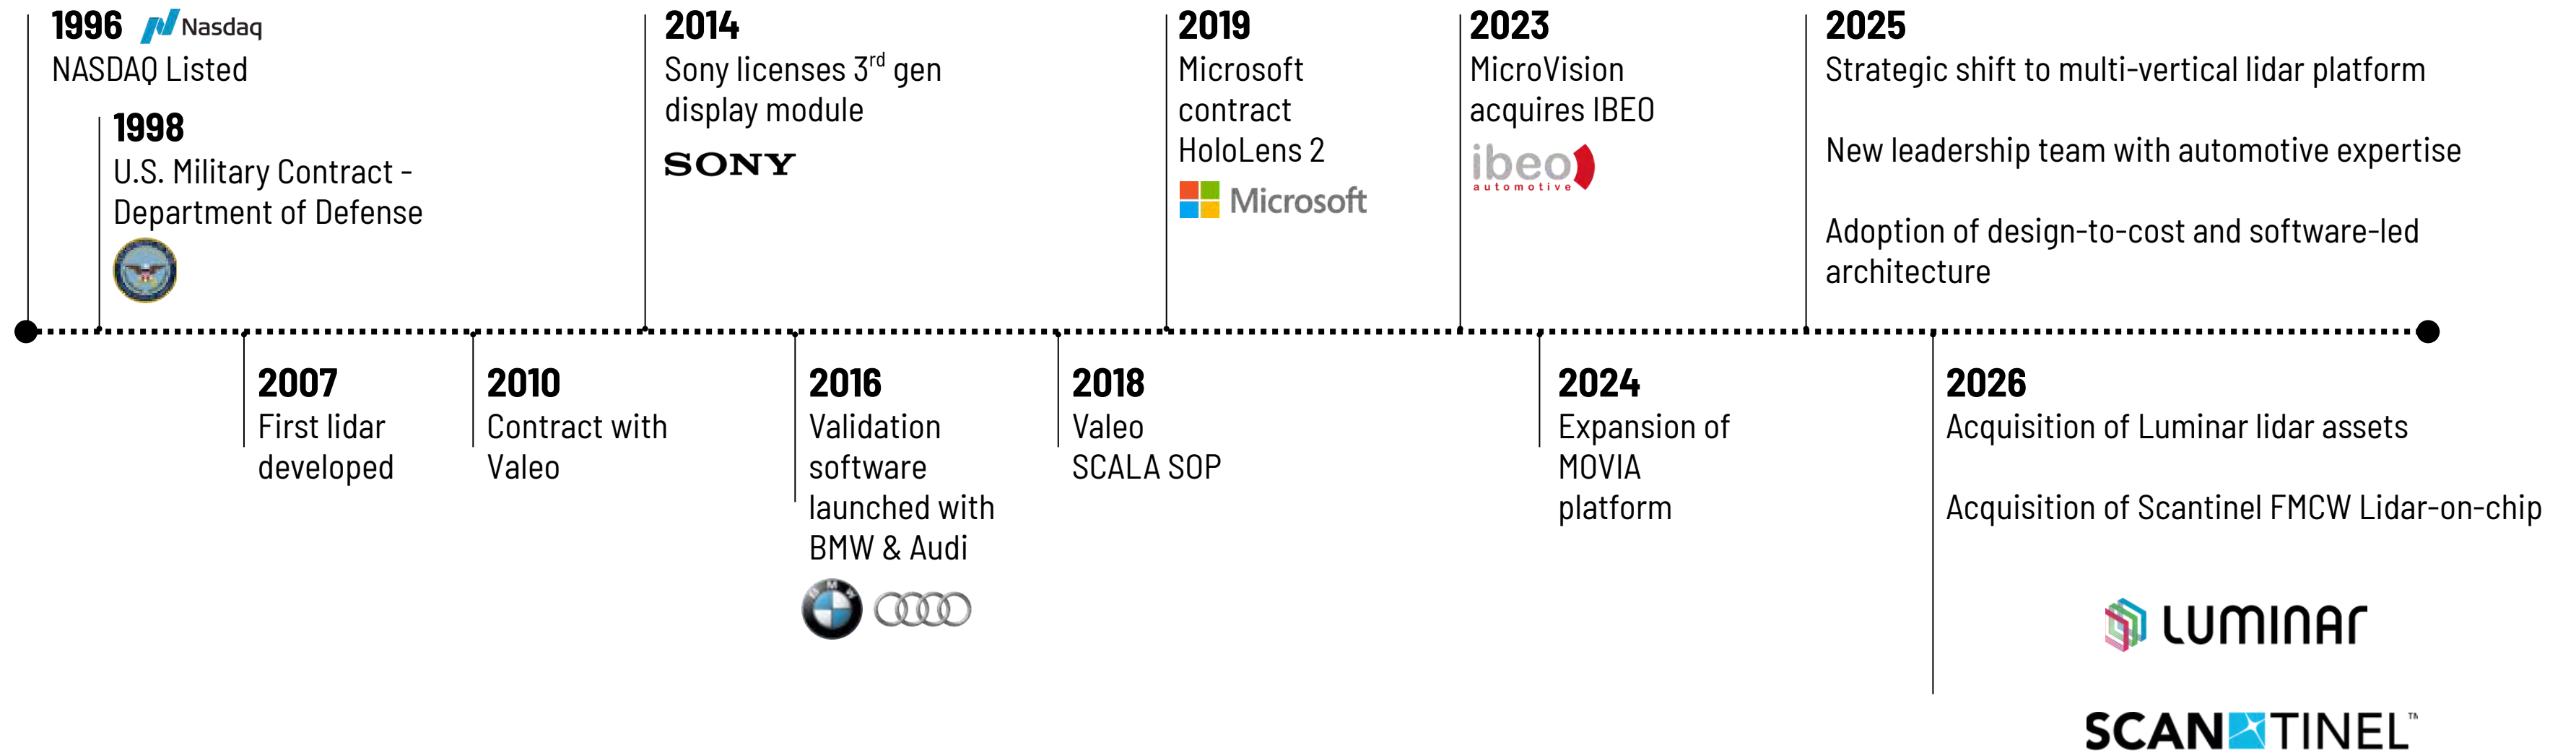 1996 Nasdaq
NASDAQ Listed
1998
U.S. Military Contract -
Department of Defense
2014
Sony licenses 3rd gen
display module
SONY
2019
Microsoft
contract
HoloLens 2
Microsoft
2023
MicroVision
acquires IBEO
ibeo
automotive
2025
Strategic shift to multi-vertical lidar platform
New leadership team with automotive expertise
Adoption of design-to-cost and software-led
architecture
2007
First lidar
developed
2010
Contract with
Valeo
2016
Validation
software
launched with
BMW & Audi
BMW
2018
Valeo
SCALA SOP
2024
Expansion of
MOVIA
platform
2026
Acquisition of Luminar lidar assets
Acquisition of Scantinel FMCW Lidar-on-chip
LUMINAR
SCANTINEL™